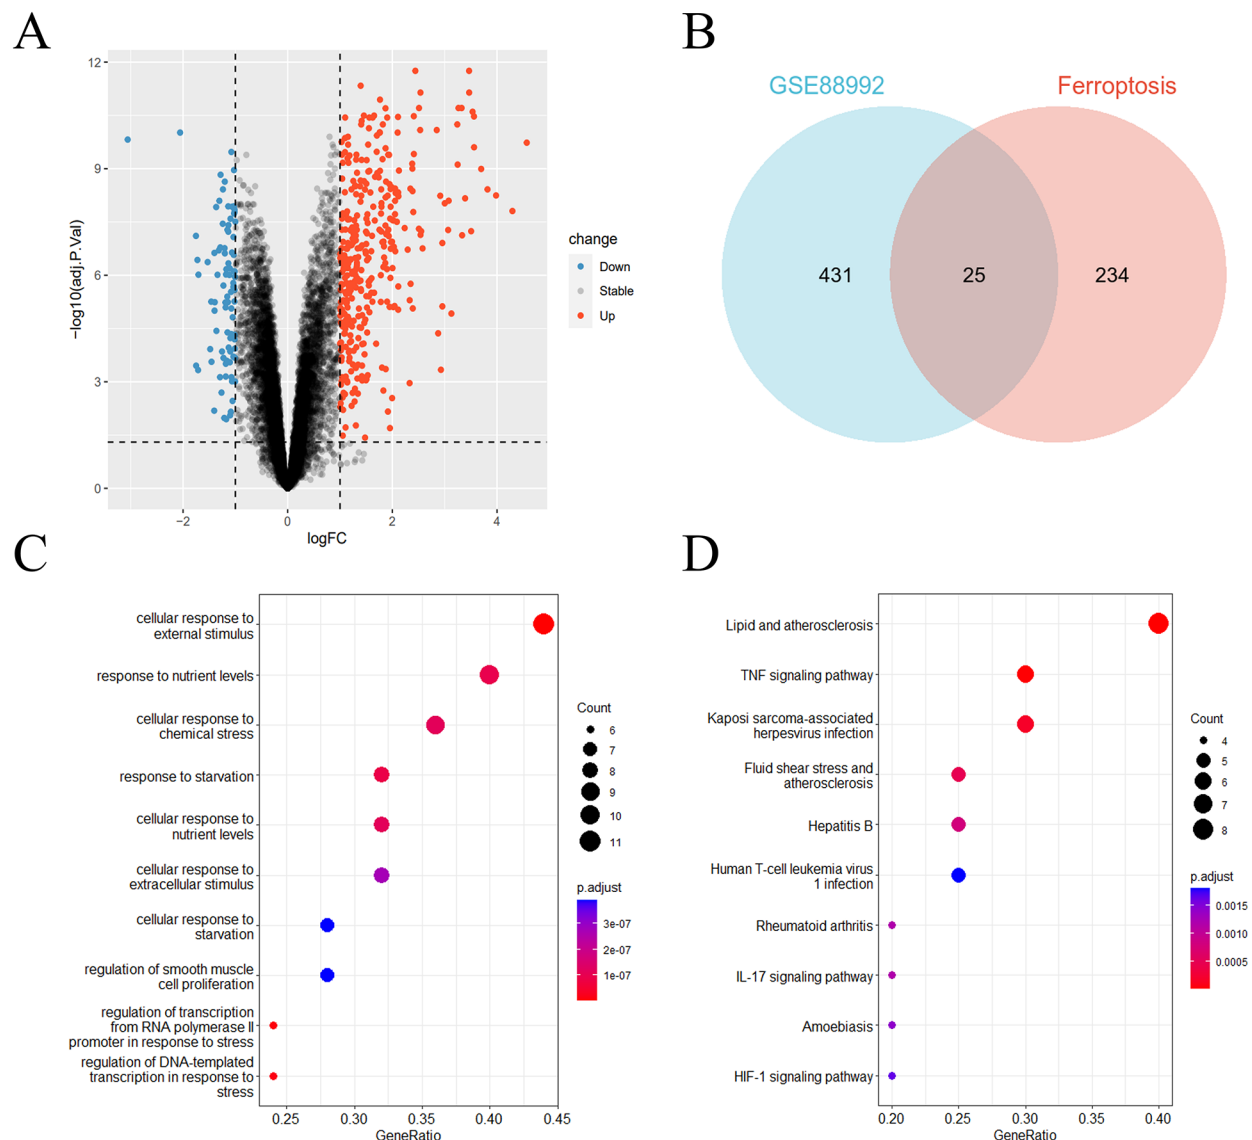 A
12
9
6
3
0
−log10(adj.P.Val)
−2
0
2
4
logFC
change
Down
Stable
Up
B
GSE88992
Ferroptosis
431
25
234
C
cellular response to
external stimulus
response to nutrient levels
cellular response to
chemical stress
response to starvation
cellular response to
nutrient levels
cellular response to
extracellular stimulus
cellular response to
starvation
regulation of smooth muscle
cell proliferation
regulation of transcription
from RNA polymerase II
promoter in response to stress
regulation of DNA-templated
transcription in response to
stress
0.25
0.30
0.35
0.40
0.45
GeneRatio
Count
6
7
8
9
10
11
p.adjust
3e-07
2e-07
1e-07
D
Lipid and atherosclerosis
TNF signaling pathway
Kaposi sarcoma-associated
herpesvirus infection
Fluid shear stress and
atherosclerosis
Hepatitis B
Human T-cell leukemia virus
1 infection
Rheumatoid arthritis
IL-17 signaling pathway
Amoebiasis
HIF-1 signaling pathway
0.20
0.25
0.30
0.35
0.40
GeneRatio
Count
4
5
6
7
8
p.adjust
0.0015
0.0010
0.0005